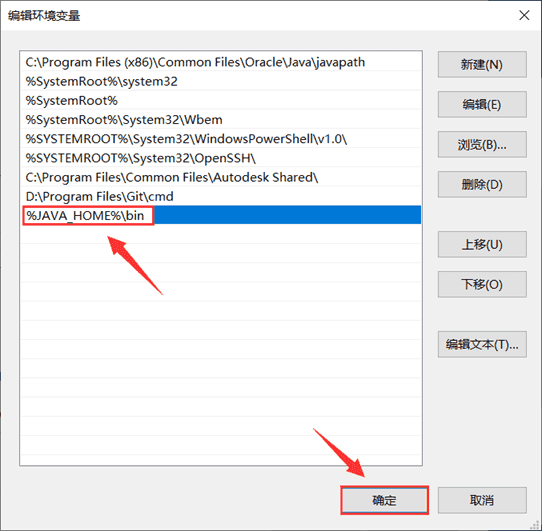 编辑环境变量
C:\Program Files (x86)\Common Files\Oracle\Java\javapath
%SystemRoot%\system32
%SystemRoot%
%SystemRoot%\System32\Wbem
%SYSTEMROOT%\System32\WindowsPowerShell\v1.0\
%SYSTEMROOT%\System32\OpenSSH\
C:\Program Files\Common Files\Autodesk Shared\
D:\Program Files\Git\cmd
%JAVA_HOME%\bin
新建(N)
编辑(E)
浏览(B)...
删除(D)
上移(U)
下移(O)
编辑文本(T)...
确定
取消